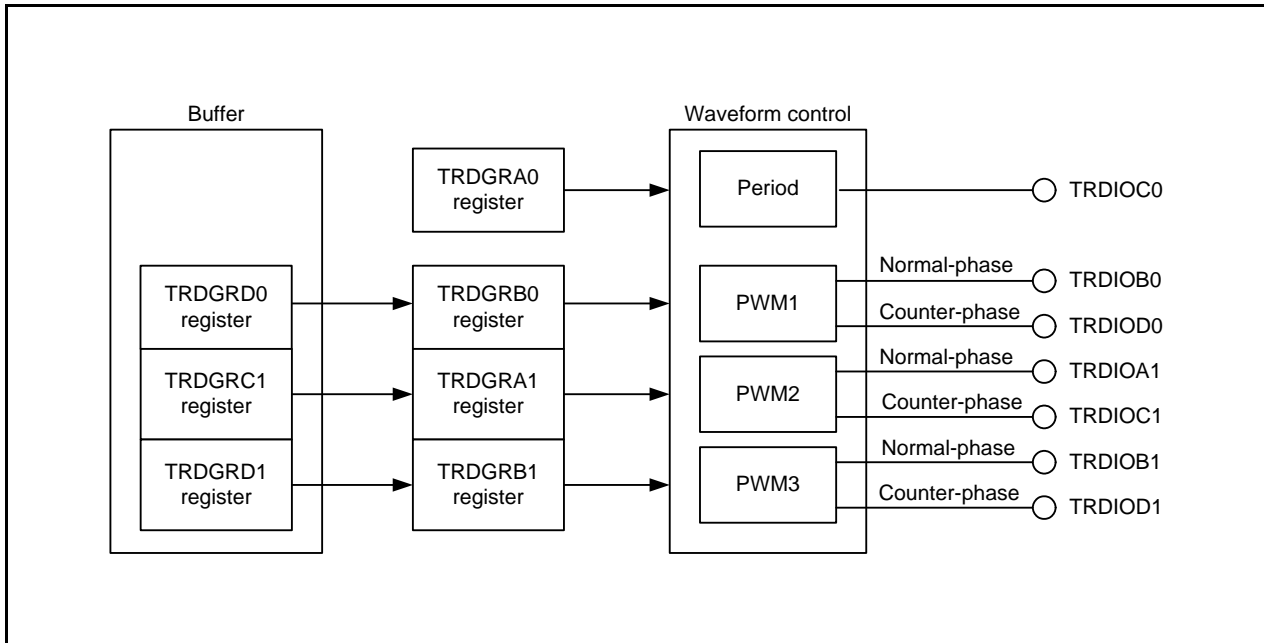 Buffer
Waveform control
TRDGRA0
register
Period
TRDIOC0
TRDGRD0
register
TRDGRB0
register
PWM1
Normal-phase
TRDIOB0
Counter-phase
TRDIOD0
TRDGRC1
register
TRDGRA1
register
PWM2
Normal-phase
TRDIOA1
Counter-phase
TRDIOC1
TRDGRD1
register
TRDGRB1
register
PWM3
Normal-phase
TRDIOB1
Counter-phase
TRDIOD1